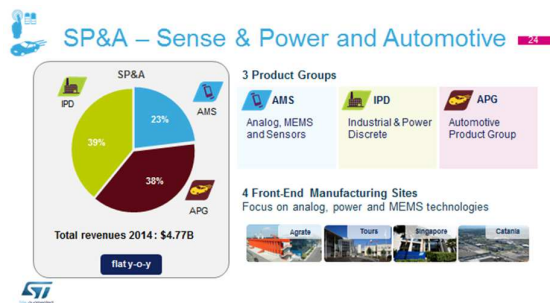 SP&A – Sense & Power and Automotive
24
SP&A
IPD
AMS
23%
39%
38%
APG
Total revenues 2014: $4.77B
flat y-o-y
3 Product Groups
AMS
Analog, MEMS
and Sensors
IPD
Industrial & Power
Discrete
APG
Automotive
Product Group
4 Front-End Manufacturing Sites
Focus on analog, power and MEMS technologies
Agrate
Tours
Singapore
Catania
ST